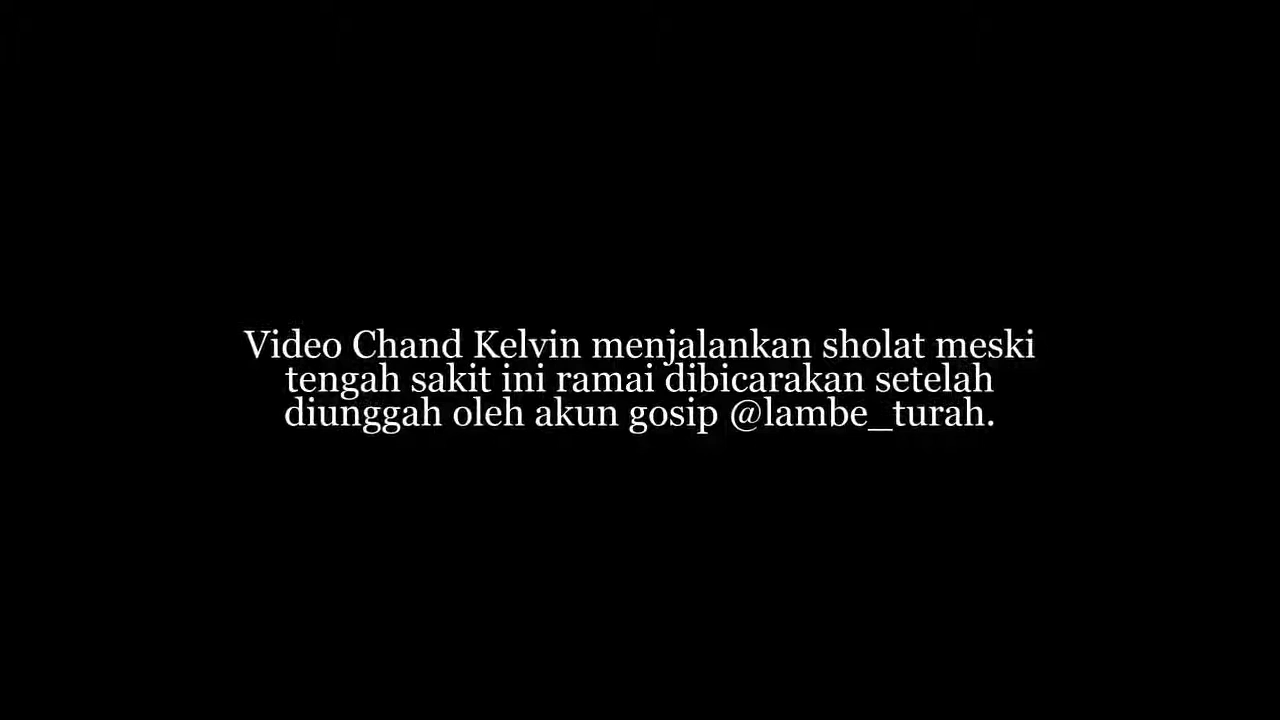 Video Chand Kelvin menjalankan sholat meski
tengah sakit ini ramai dibicarakan setelah
diunggah oleh akun gosip @lambe_turah.